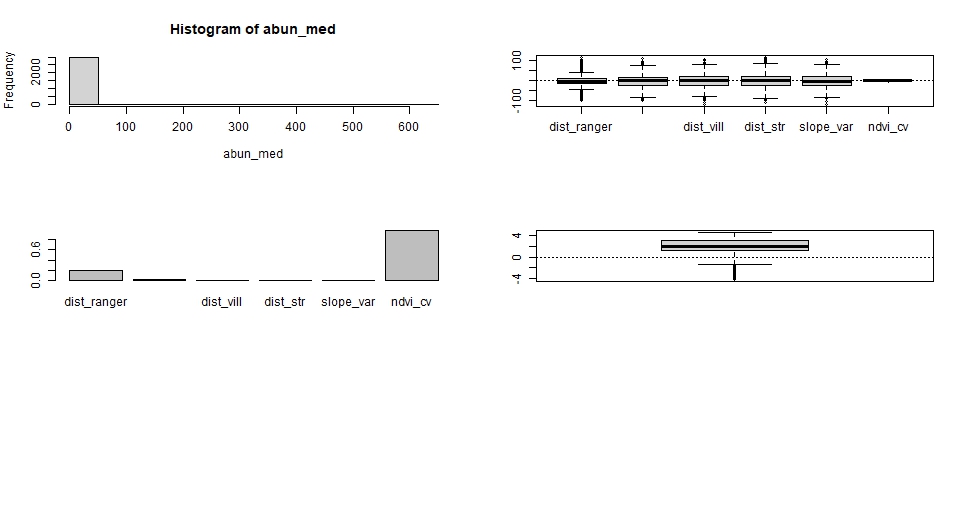 Histogram of abun_med
Frequency
0 2000
0 100 200 300 400 500 600
abun_med
-100 100
dist_ranger dist_vill dist_str slope_var ndvi_cv
0.0 0.6
dist_ranger dist_vill dist_str slope_var ndvi_cv
-4 0 4